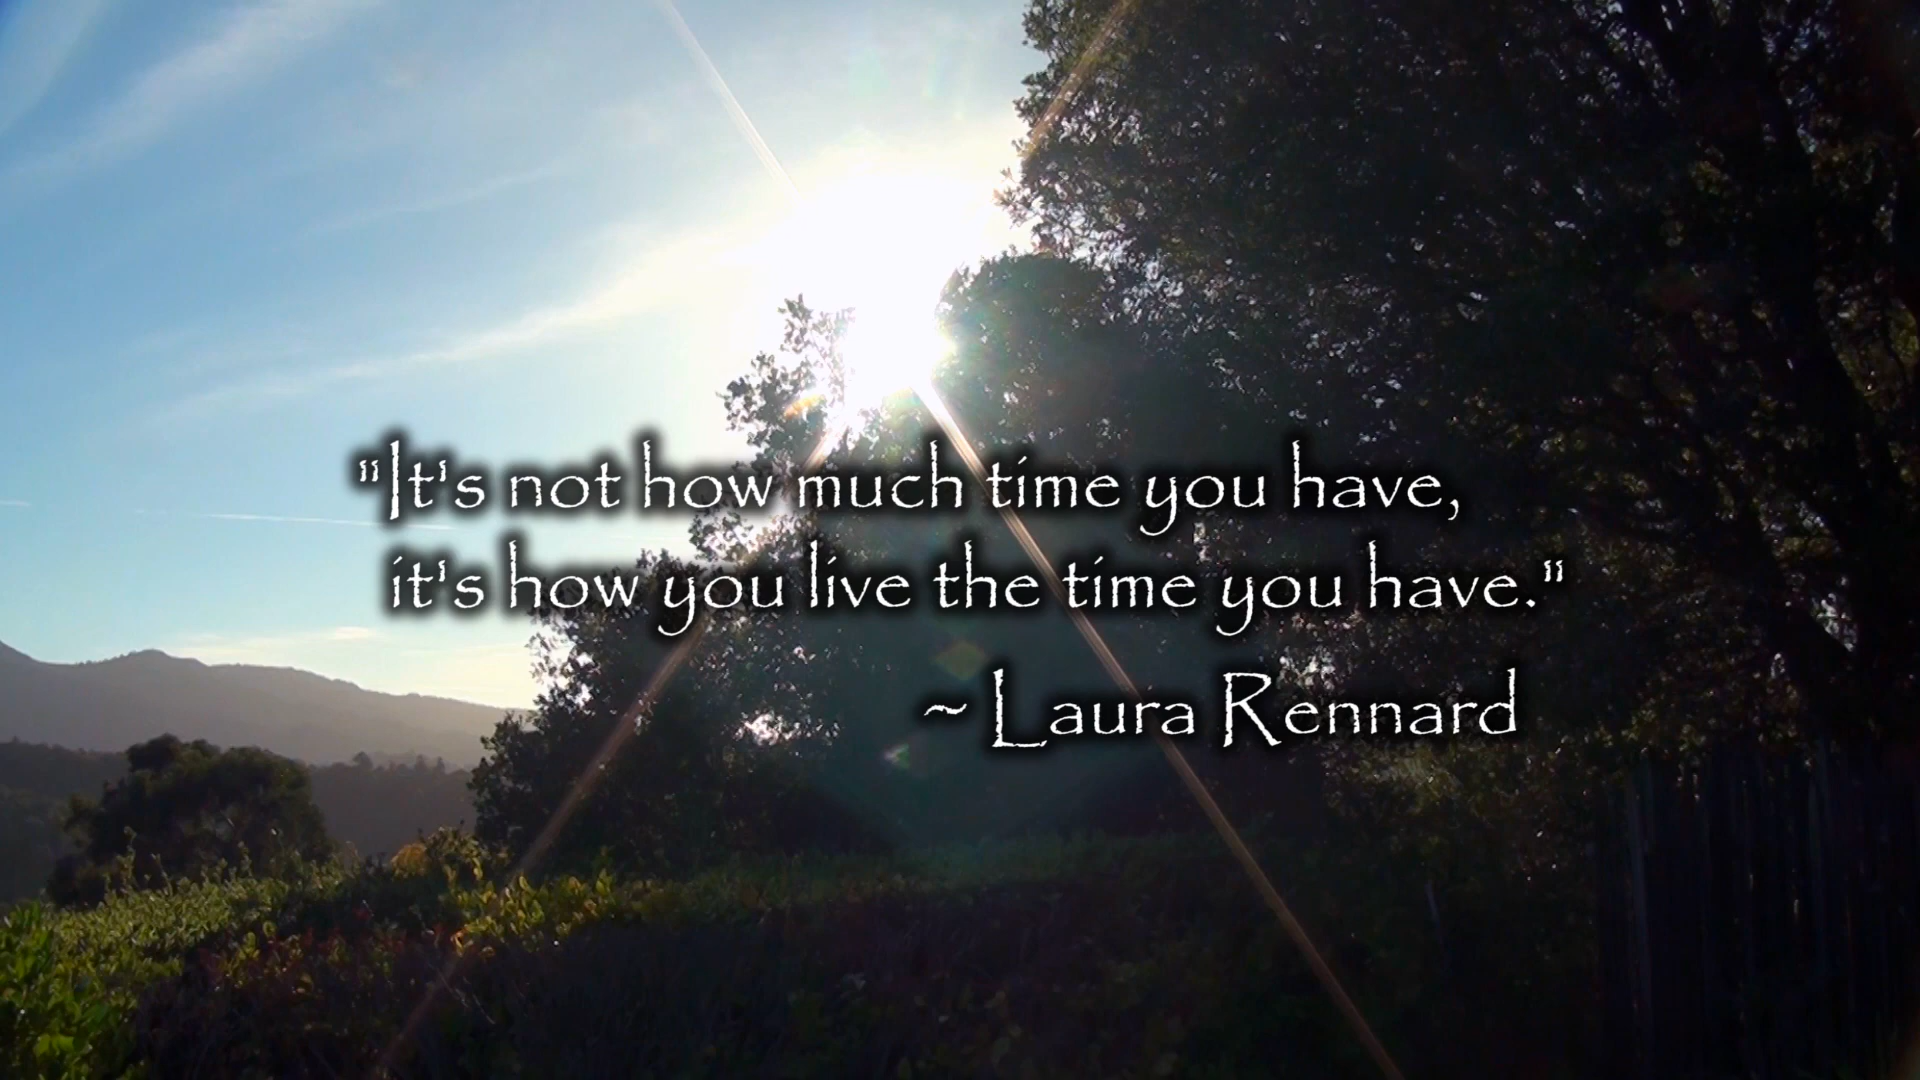 "It's not how much time you have,
it's how you live the time you have."
~ Laura Rennard